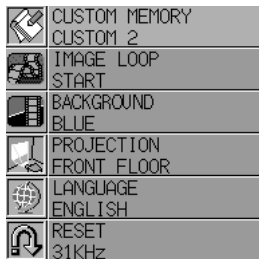 CUSTOM MEMORY
CUSTOM 2
IMAGE LOOP
START
BACKGROUND
BLUE
PROJECTION
FRONT FLOOR
LANGUAGE
ENGLISH
RESET
31KHz